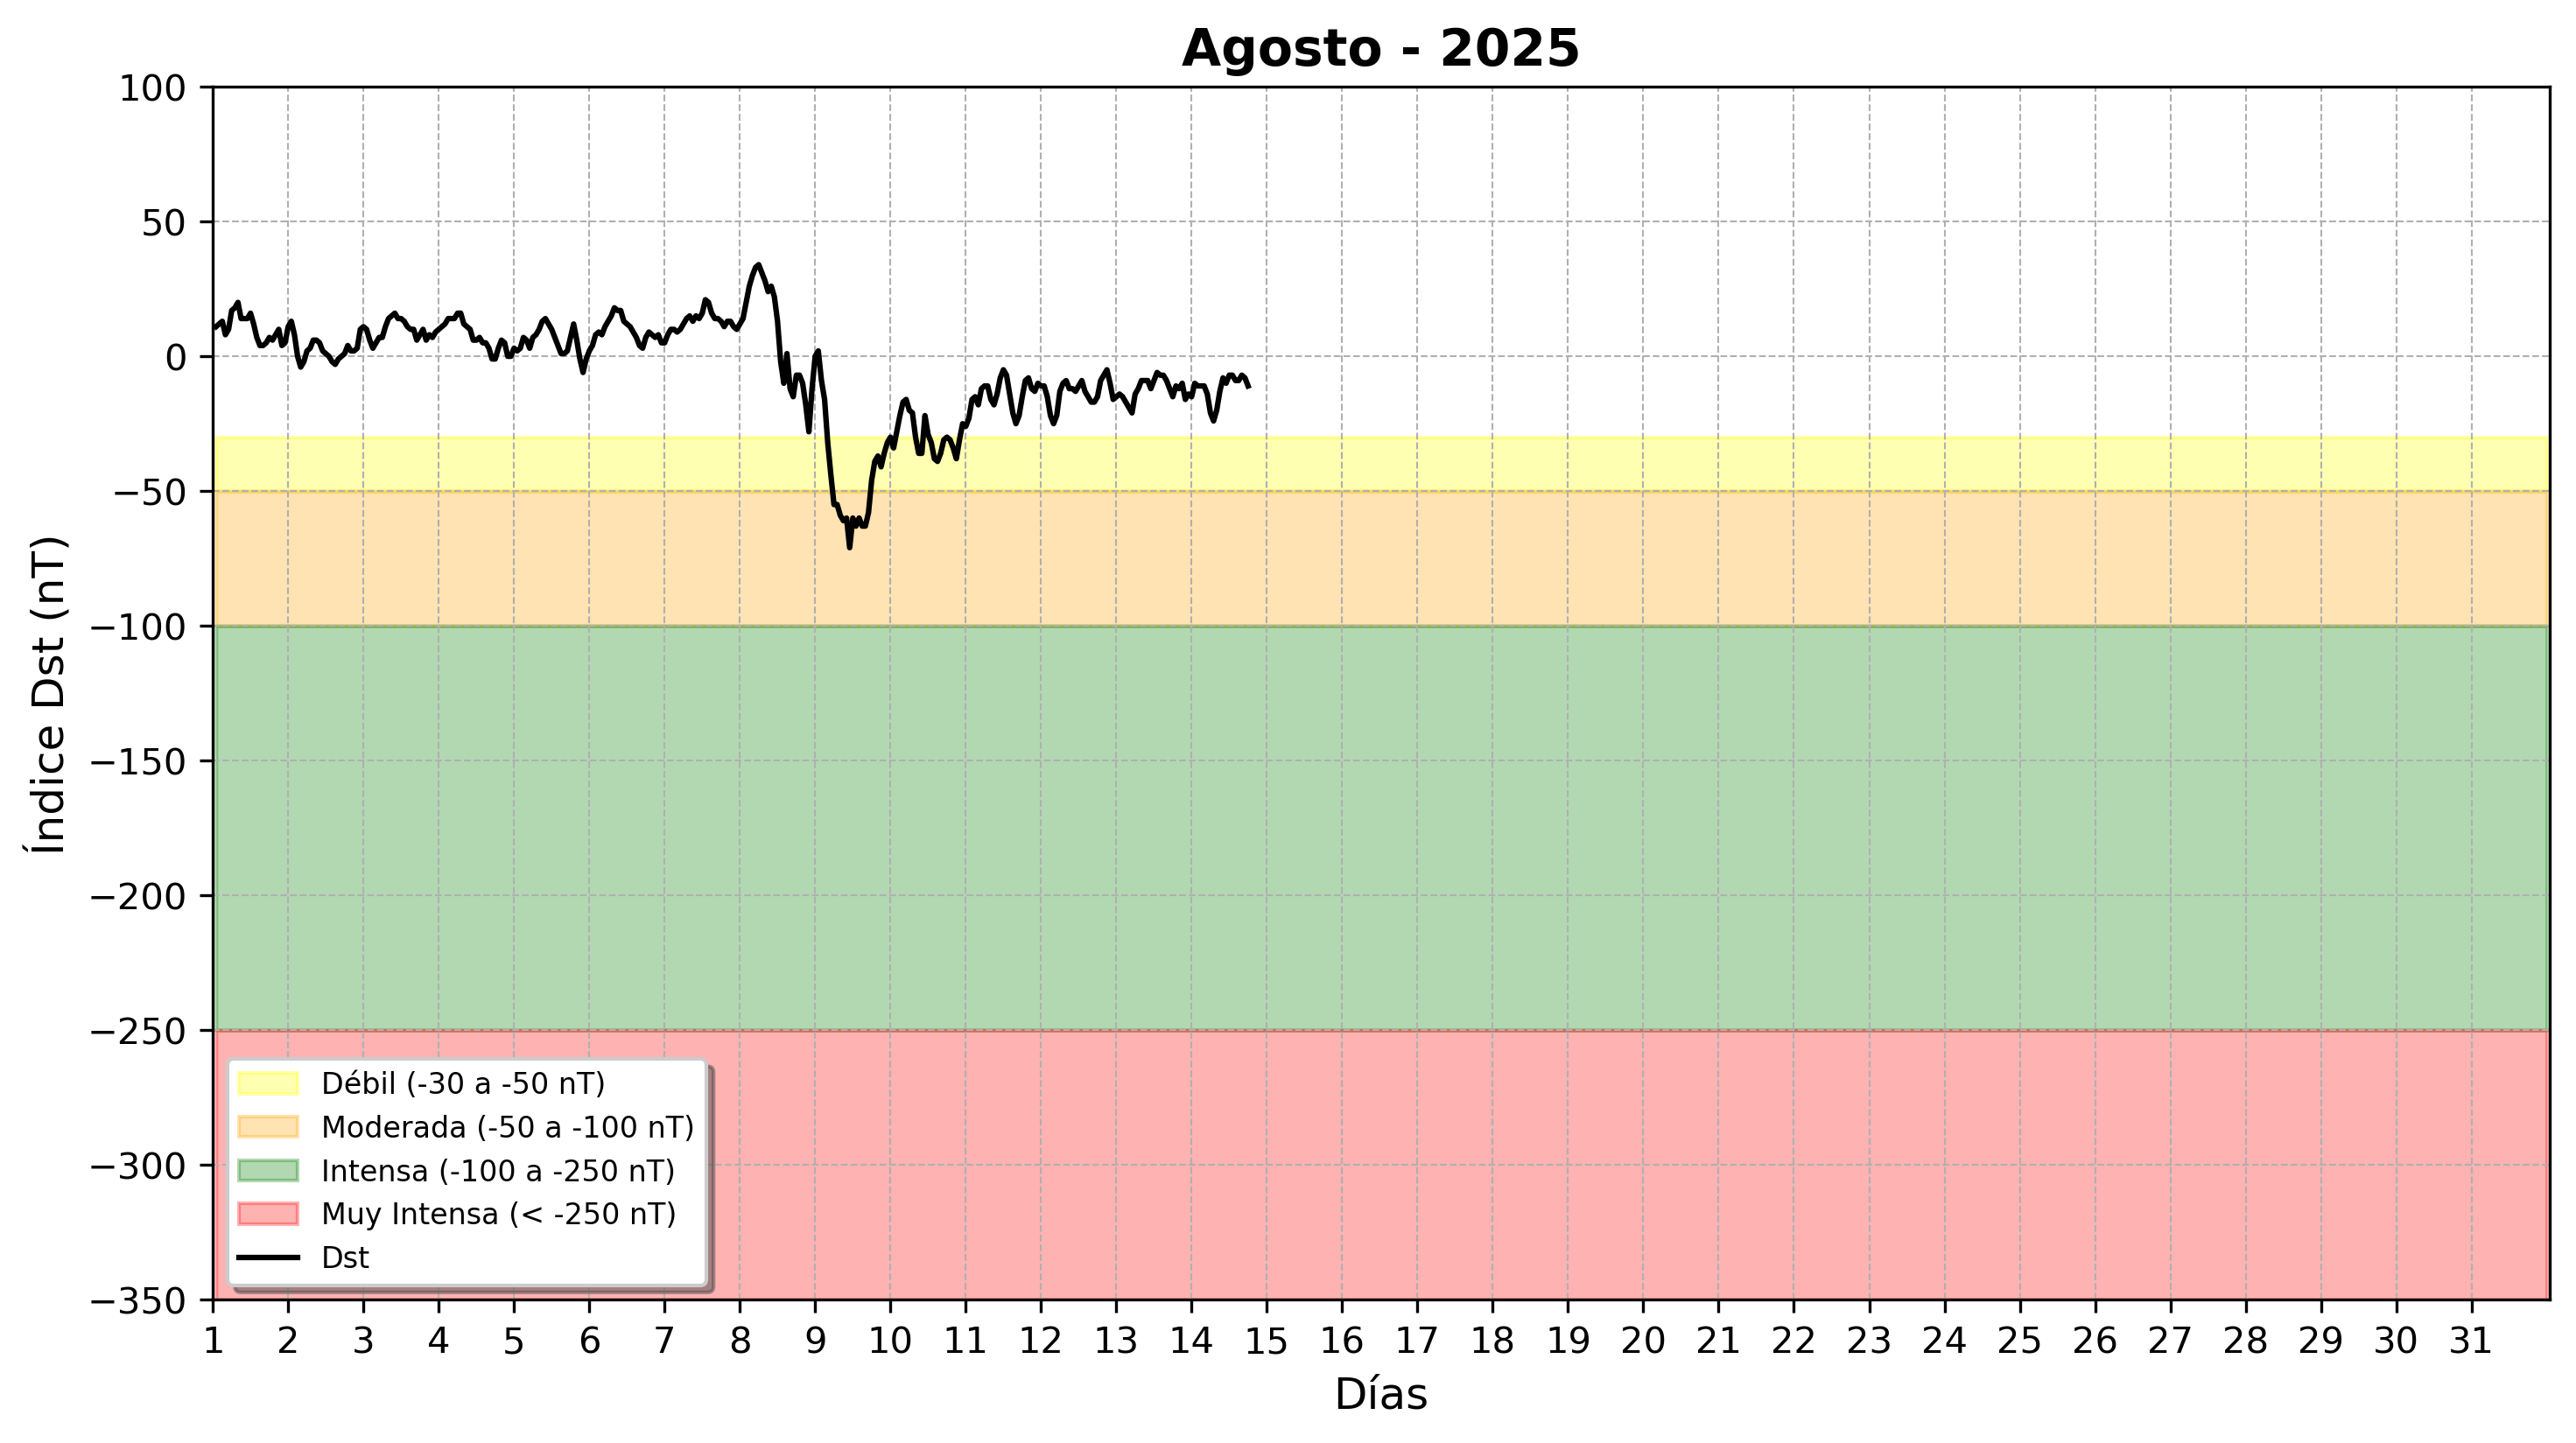 Agosto - 2025
100
50
0
−50
−100
−150
−200
−250
−300
−350
Índice Dst (nT)
Débil (-30 a -50 nT)
Moderada (-50 a -100 nT)
Intensa (-100 a -250 nT)
Muy Intensa (< -250 nT)
Dst
1 2 3 4 5 6 7 8 9 10 11 12 13 14 15 16 17 18 19 20 21 22 23 24 25 26 27 28 29 30 31
Días